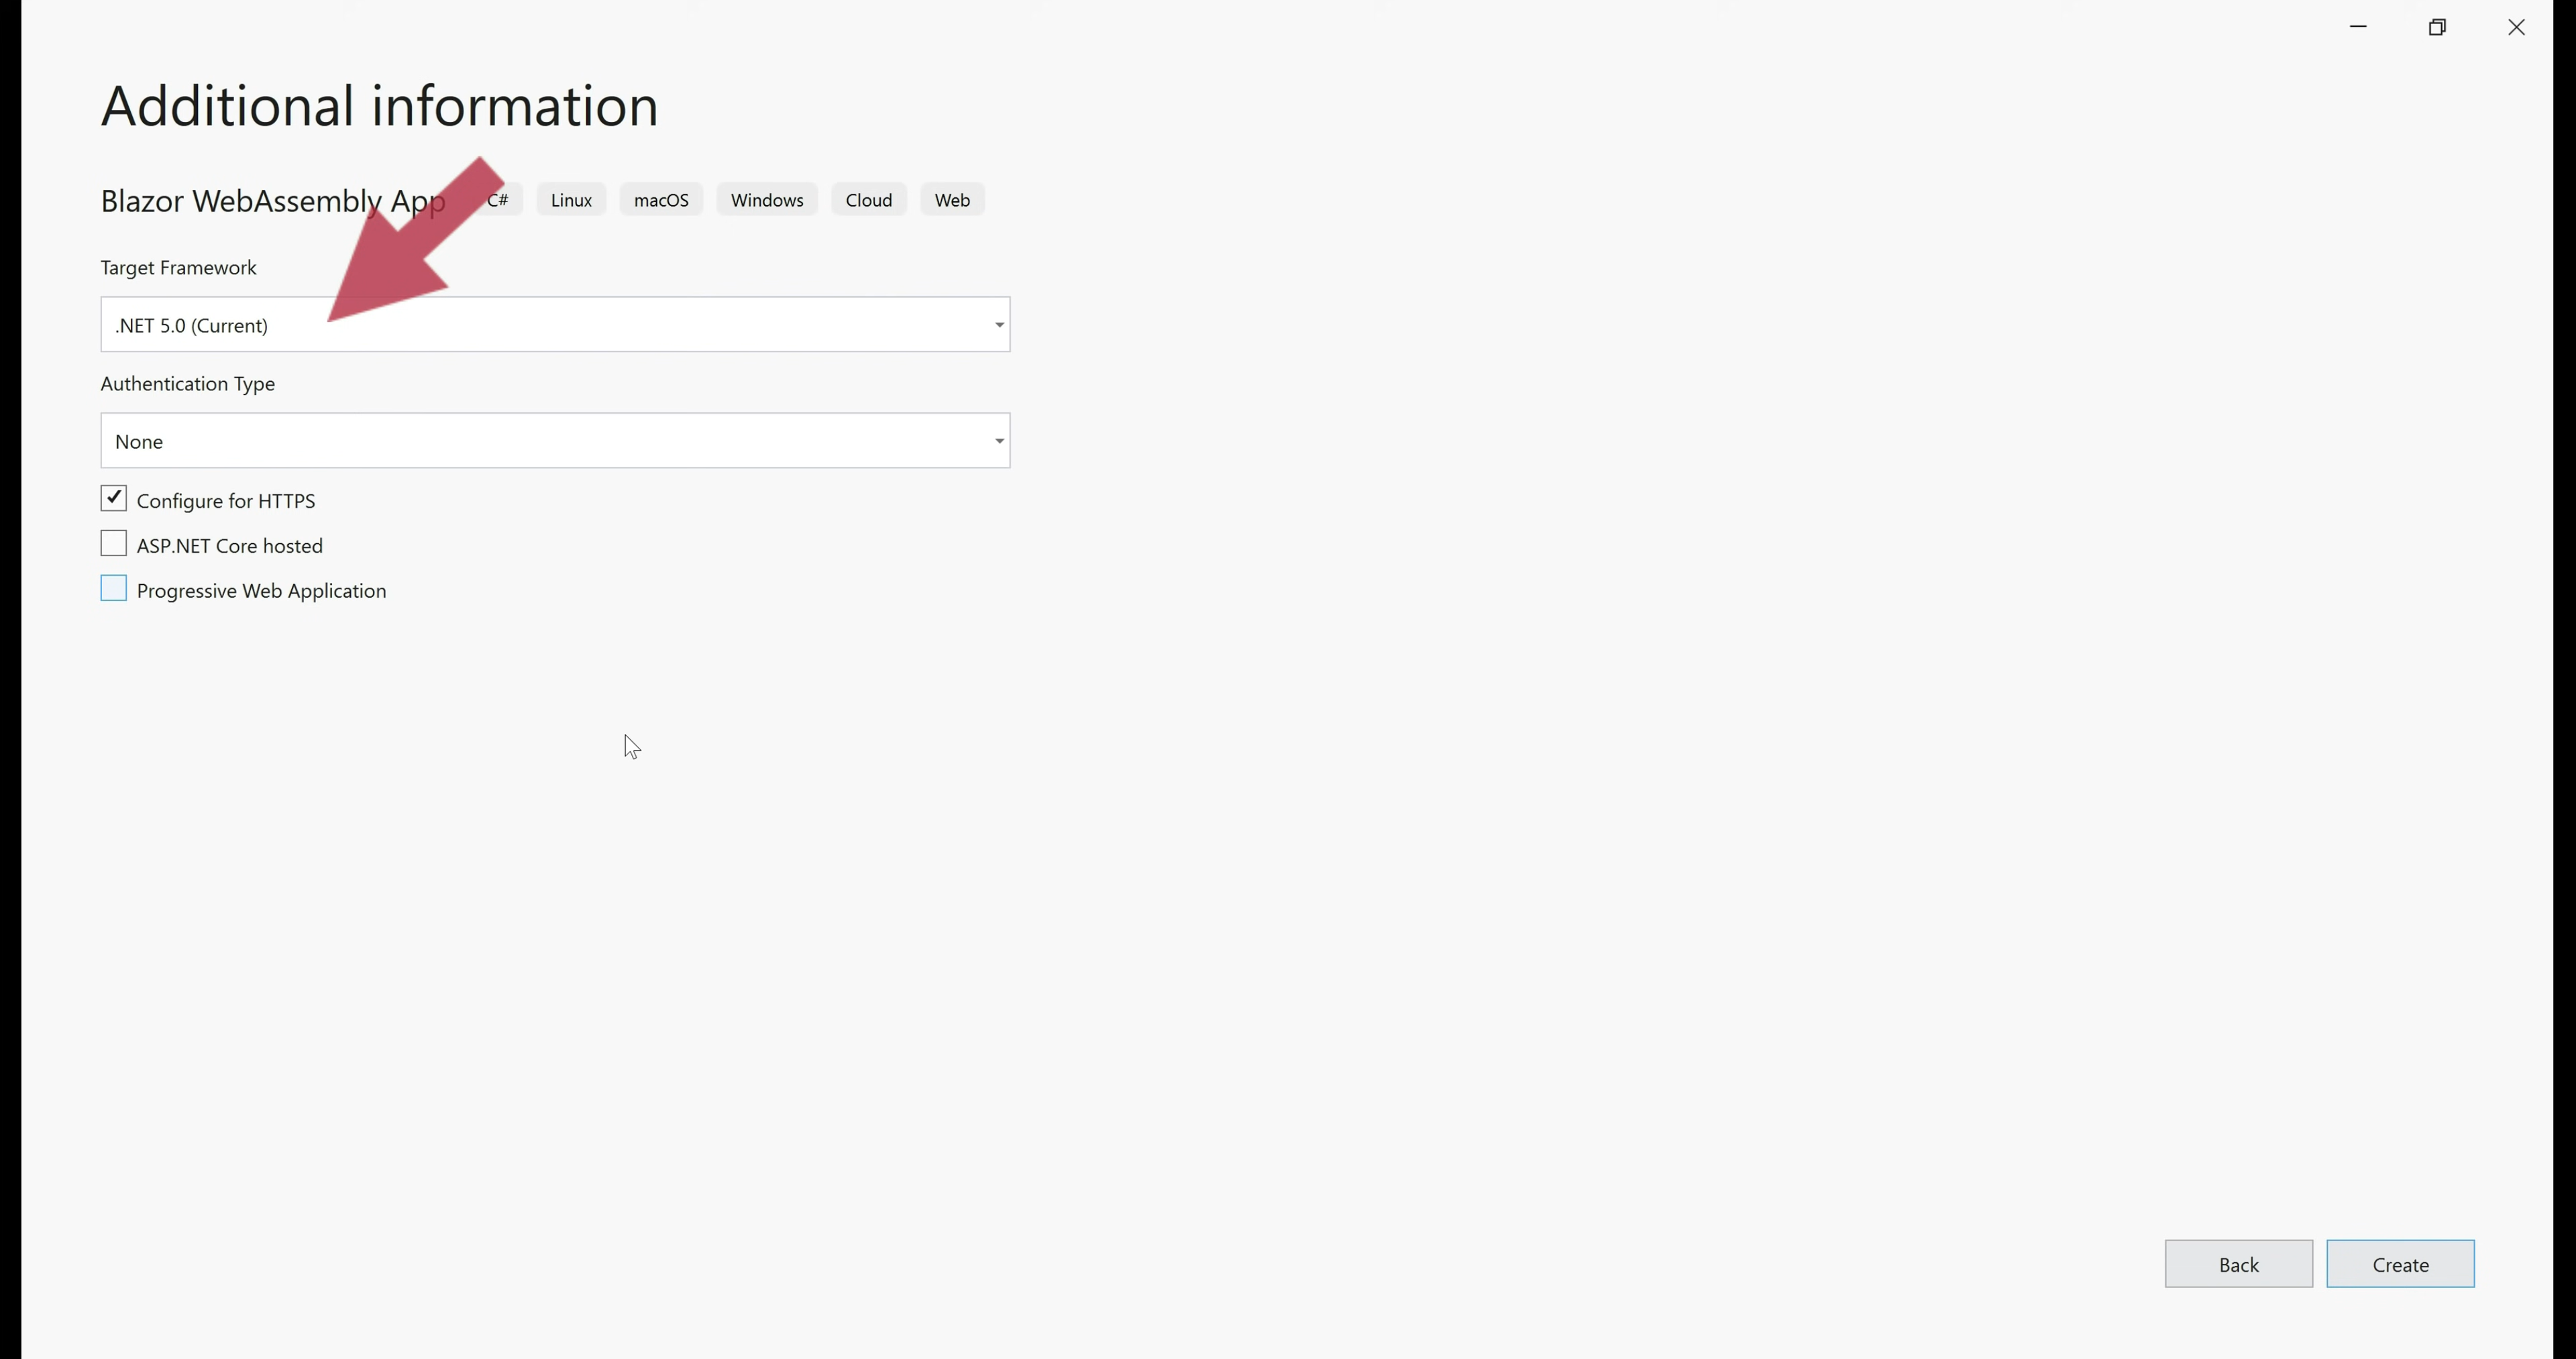 Additional information
Blazor WebAssembly App C# Linux macOS Windows Cloud Web
Target Framework
.NET 5.0 (Current)
Authentication Type
None
Configure for HTTPS
ASP.NET Core hosted
Progressive Web Application
Back Create